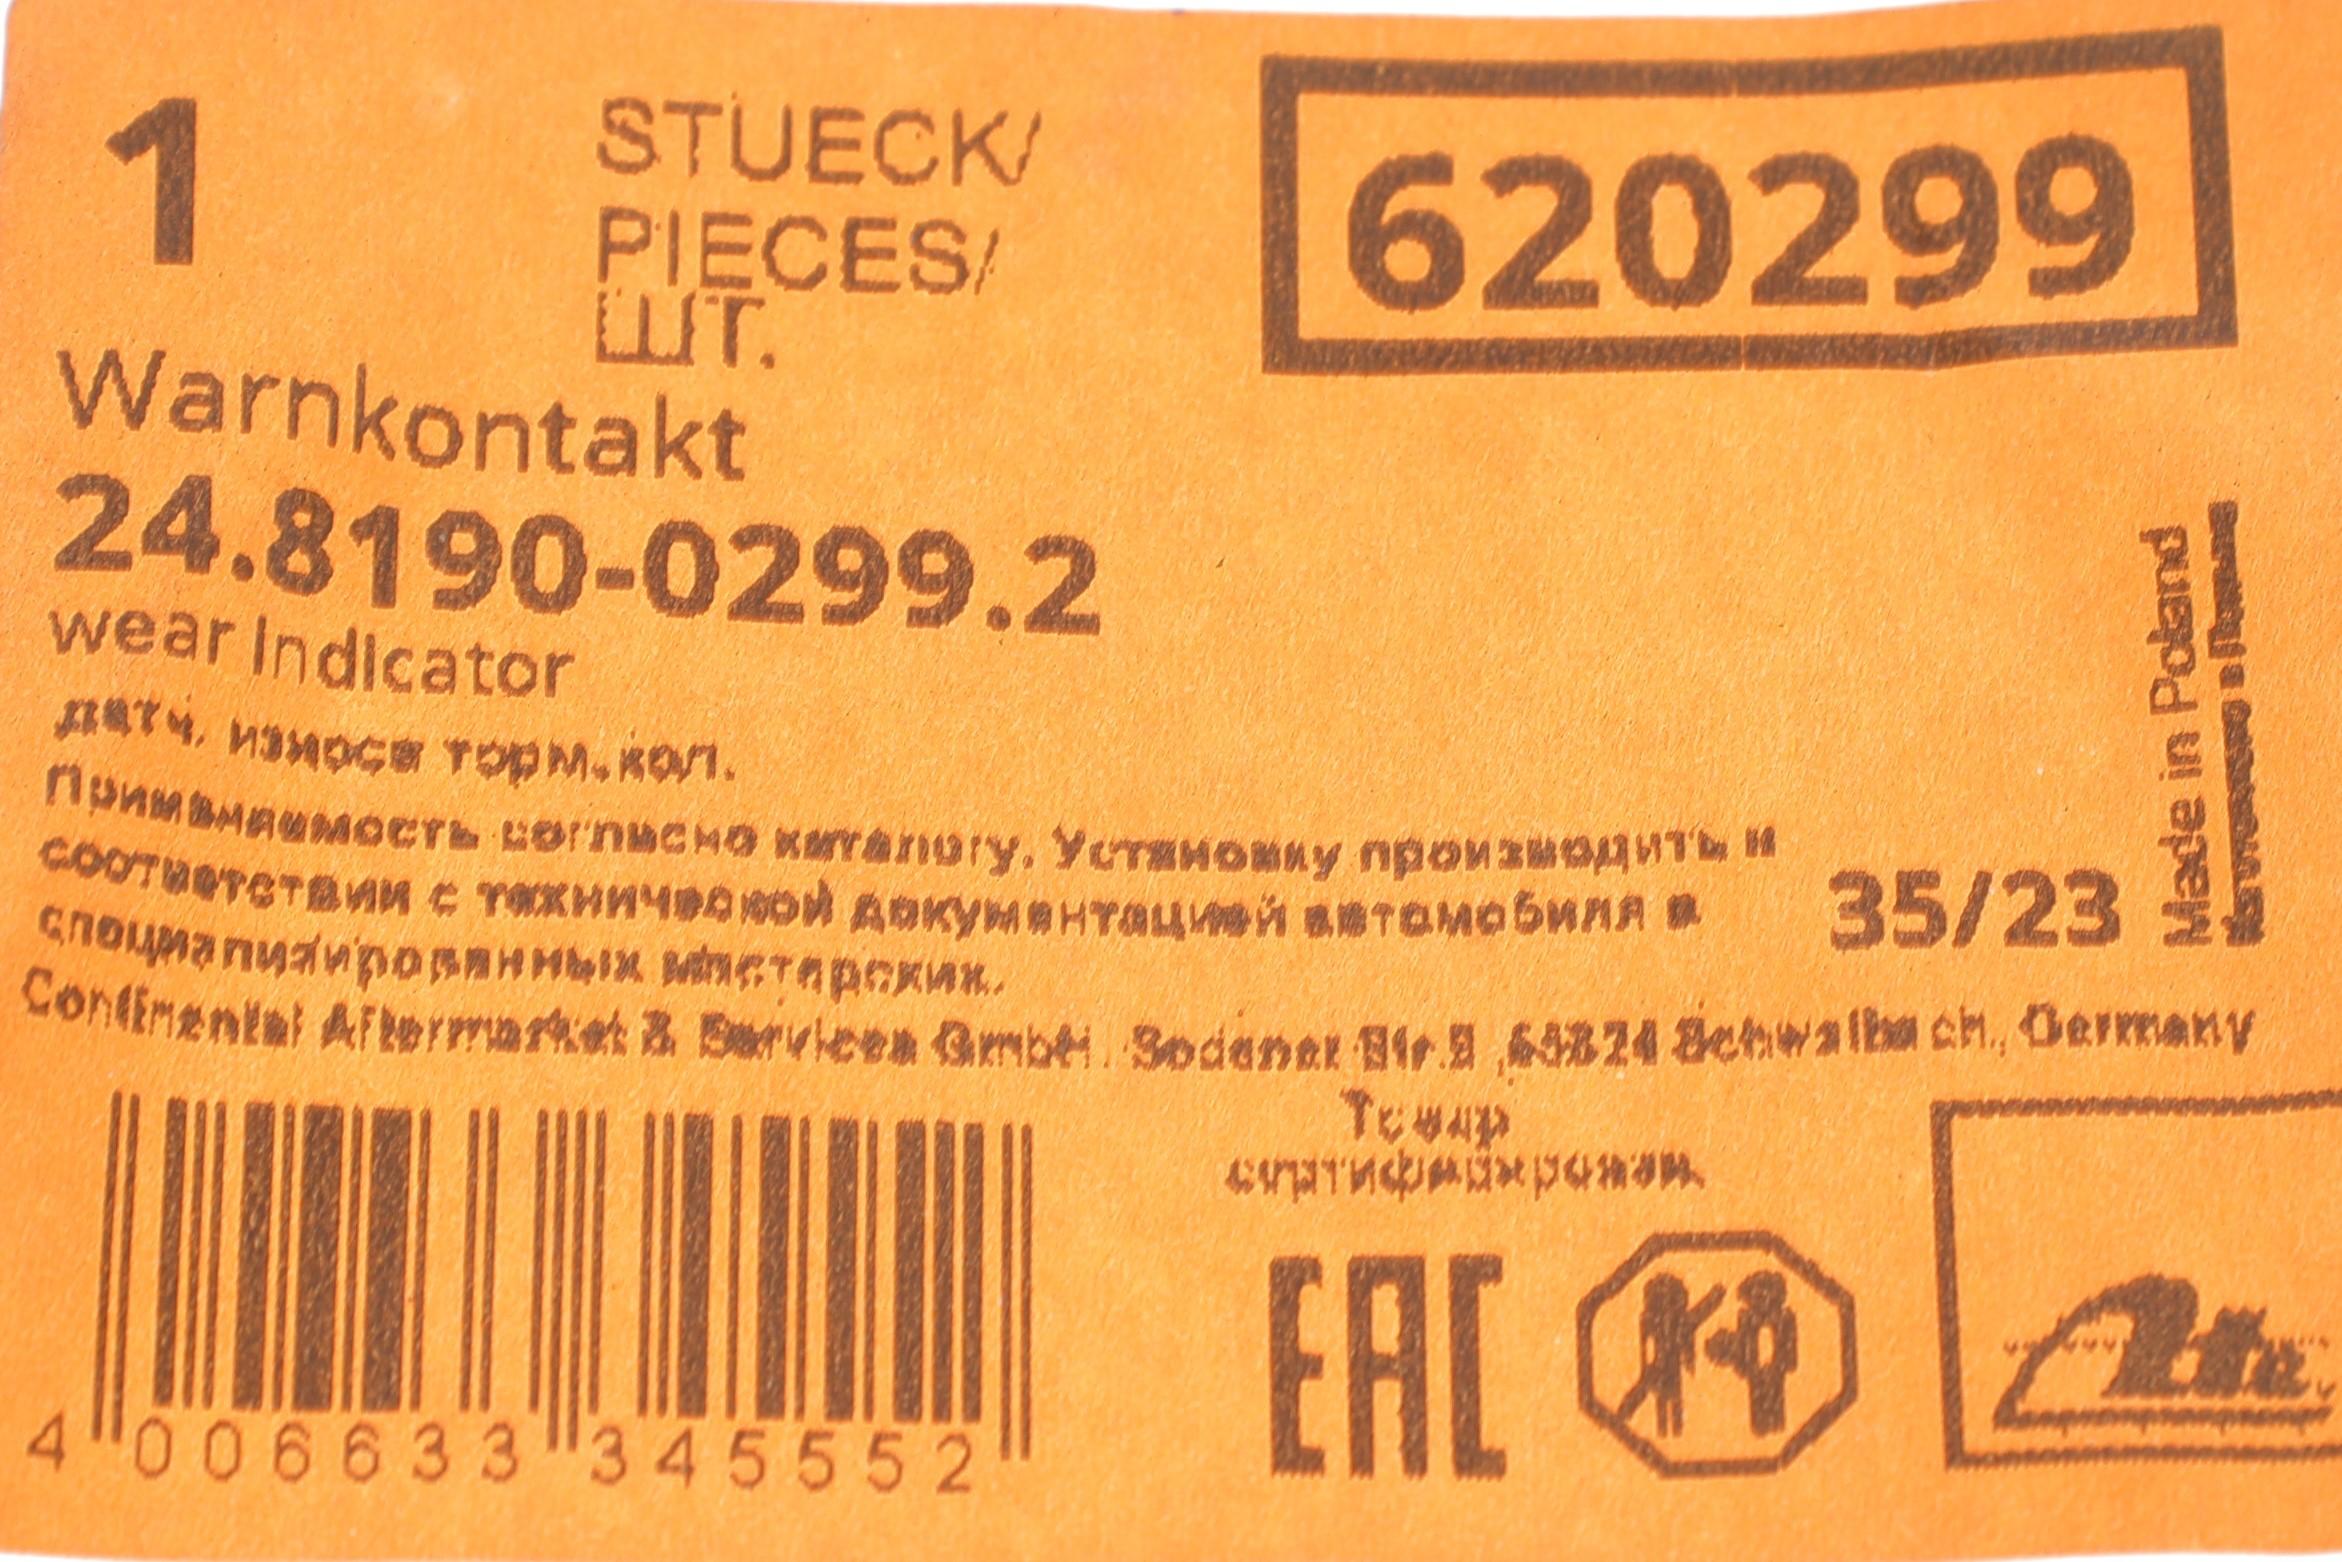 1
STUECK/
PIECES/
ШТ.
620299
Warnkontakt
24.8190-0299.2
wear indicator
датч. износа торм.кол.
Применяемость согласно каталогу. Установку производить в
соответствии с технической документацией автомобиля в
специализированных мастерских.
35/23
Made in Poland
Continental Aftermarket & Services GmbH. Sodener Str.9 ,65824 Schwalbach, Germany
4 006633 345552
Товар
сертифицирован.
EAC
Ate